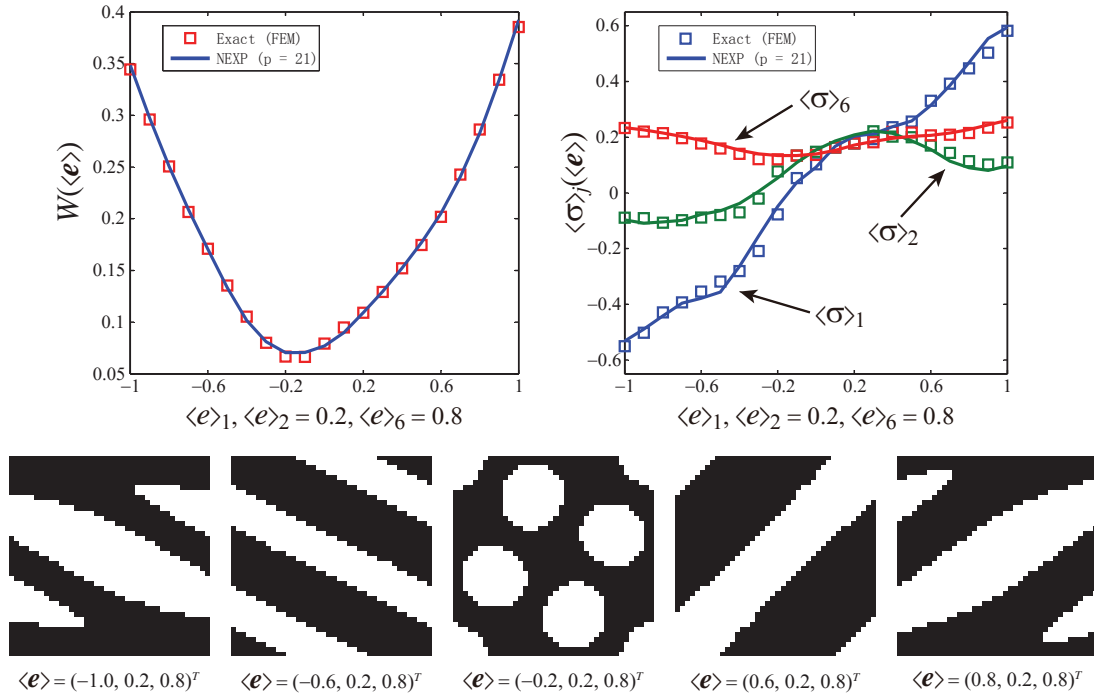 W(⟨e⟩)
0.4
0.35
0.3
0.25
0.2
0.15
0.1
0.05
−1
−0.6
−0.2
0.2
0.6
1
Exact (FEM)
NEXP (p = 21)
⟨e⟩1, ⟨e⟩2 = 0.2, ⟨e⟩6 = 0.8
⟨σ⟩j(⟨e⟩)
0.6
0.4
0.2
0
−0.2
−0.4
−0.6
−1
−0.6
−0.2
0.2
0.6
1
Exact (FEM)
NEXP (p = 21)
⟨σ⟩6
⟨σ⟩2
⟨σ⟩1
⟨e⟩1, ⟨e⟩2 = 0.2, ⟨e⟩6 = 0.8
⟨e⟩ = (−1.0, 0.2, 0.8)T
⟨e⟩ = (−0.6, 0.2, 0.8)T
⟨e⟩ = (−0.2, 0.2, 0.8)T
⟨e⟩ = (0.6, 0.2, 0.8)T
⟨e⟩ = (0.8, 0.2, 0.8)T